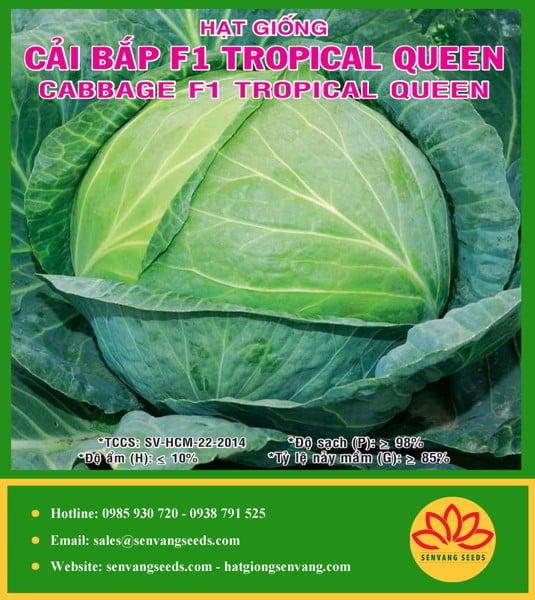 HẠT GIỐNG
CẢI BẮP F1 TROPICAL QUEEN
CABBAGE F1 TROPICAL QUEEN
*TCCS: SV-HCM-22-2014
*Độ sạch (P): ≥ 98%
*Độ ẩm (H): ≤ 10%
*Tỷ lệ nảy mầm (G): ≥ 85%
Hotline: 0985 930 720 - 0938 791 525
Email: sales@senvangseeds.com
Website: senvangseeds.com - hatgiongsenvang.com
SENVANG SEEDS